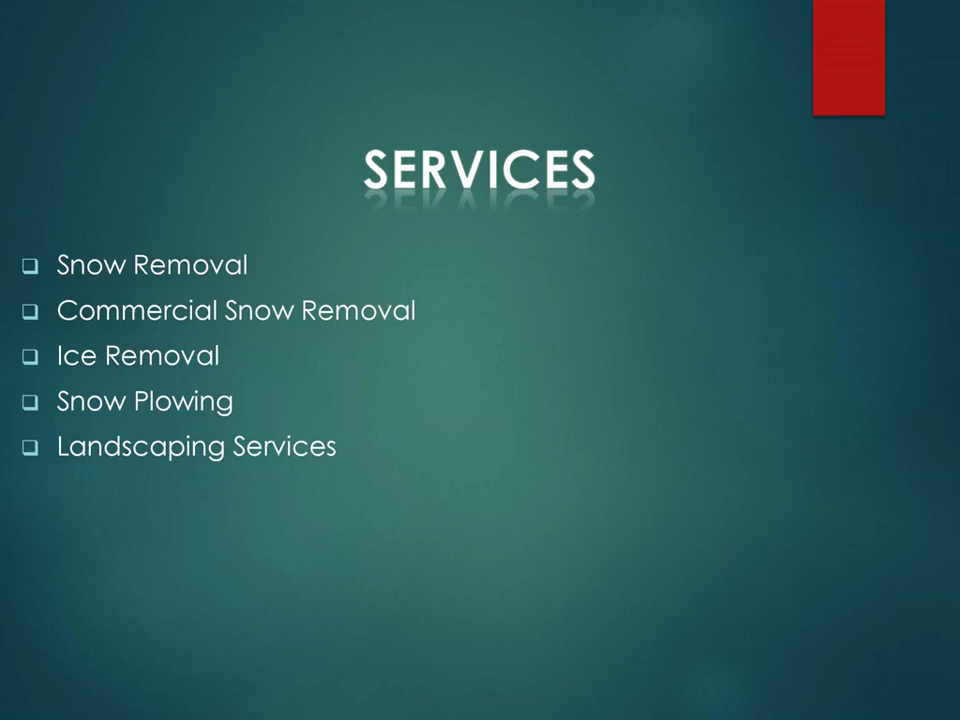 SERVICES
Snow Removal
Commercial Snow Removal
Ice Removal
Snow Plowing
Landscaping Services